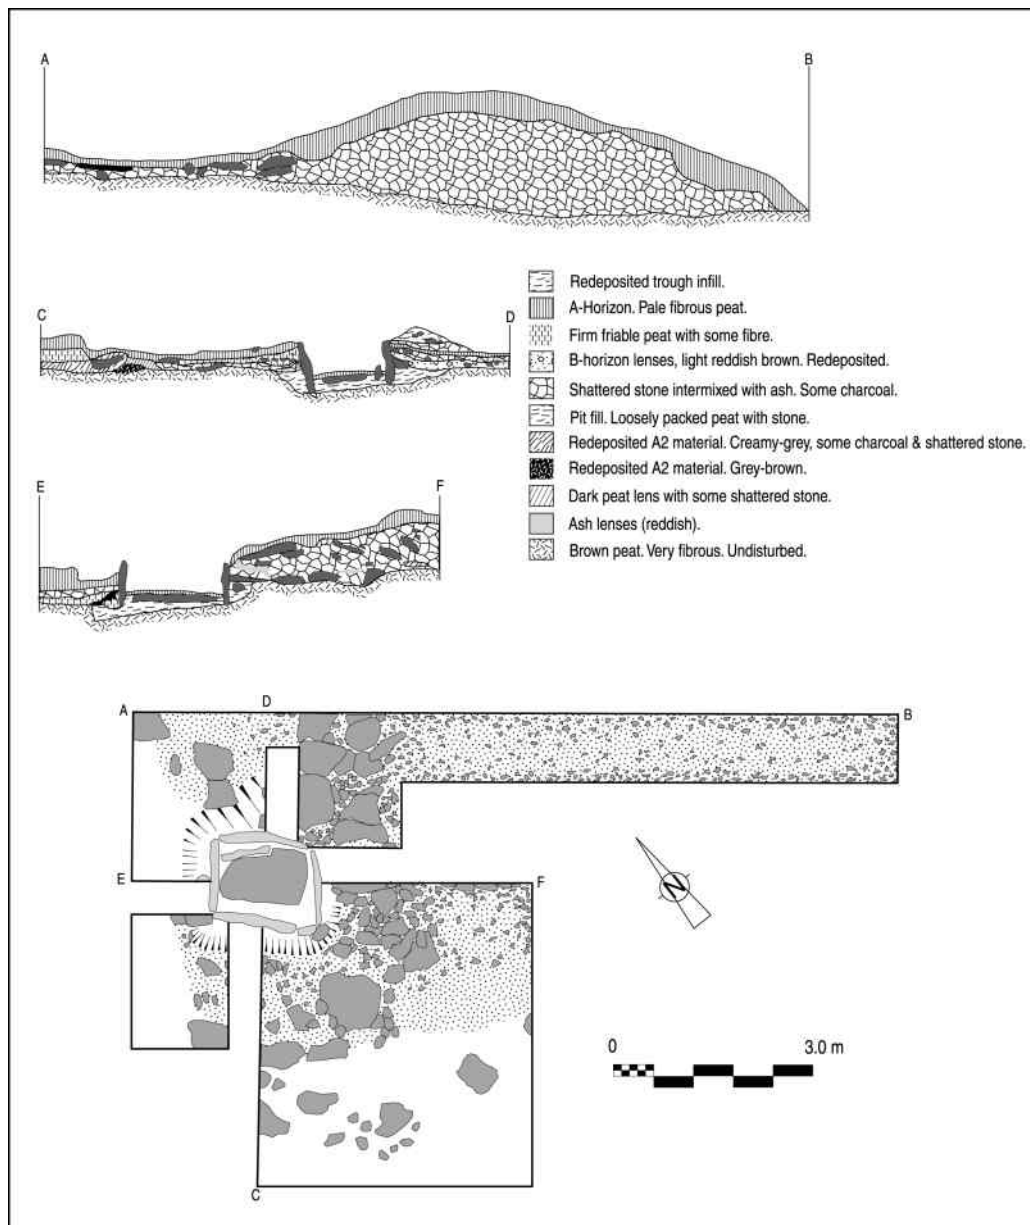 A
B
C
D
Redeposited trough infill.
A-Horizon. Pale fibrous peat.
Firm friable peat with some fibre.
B-horizon lenses, light reddish brown. Redeposited.
Shattered stone intermixed with ash. Some charcoal.
Pit fill. Loosely packed peat with stone.
Redeposited A2 material. Creamy-grey, some charcoal & shattered stone.
Redeposited A2 material. Grey-brown.
Dark peat lens with some shattered stone.
Ash lenses (reddish).
Brown peat. Very fibrous. Undisturbed.
E
F
A
D
B
E
F
N
0 3.0 m
C